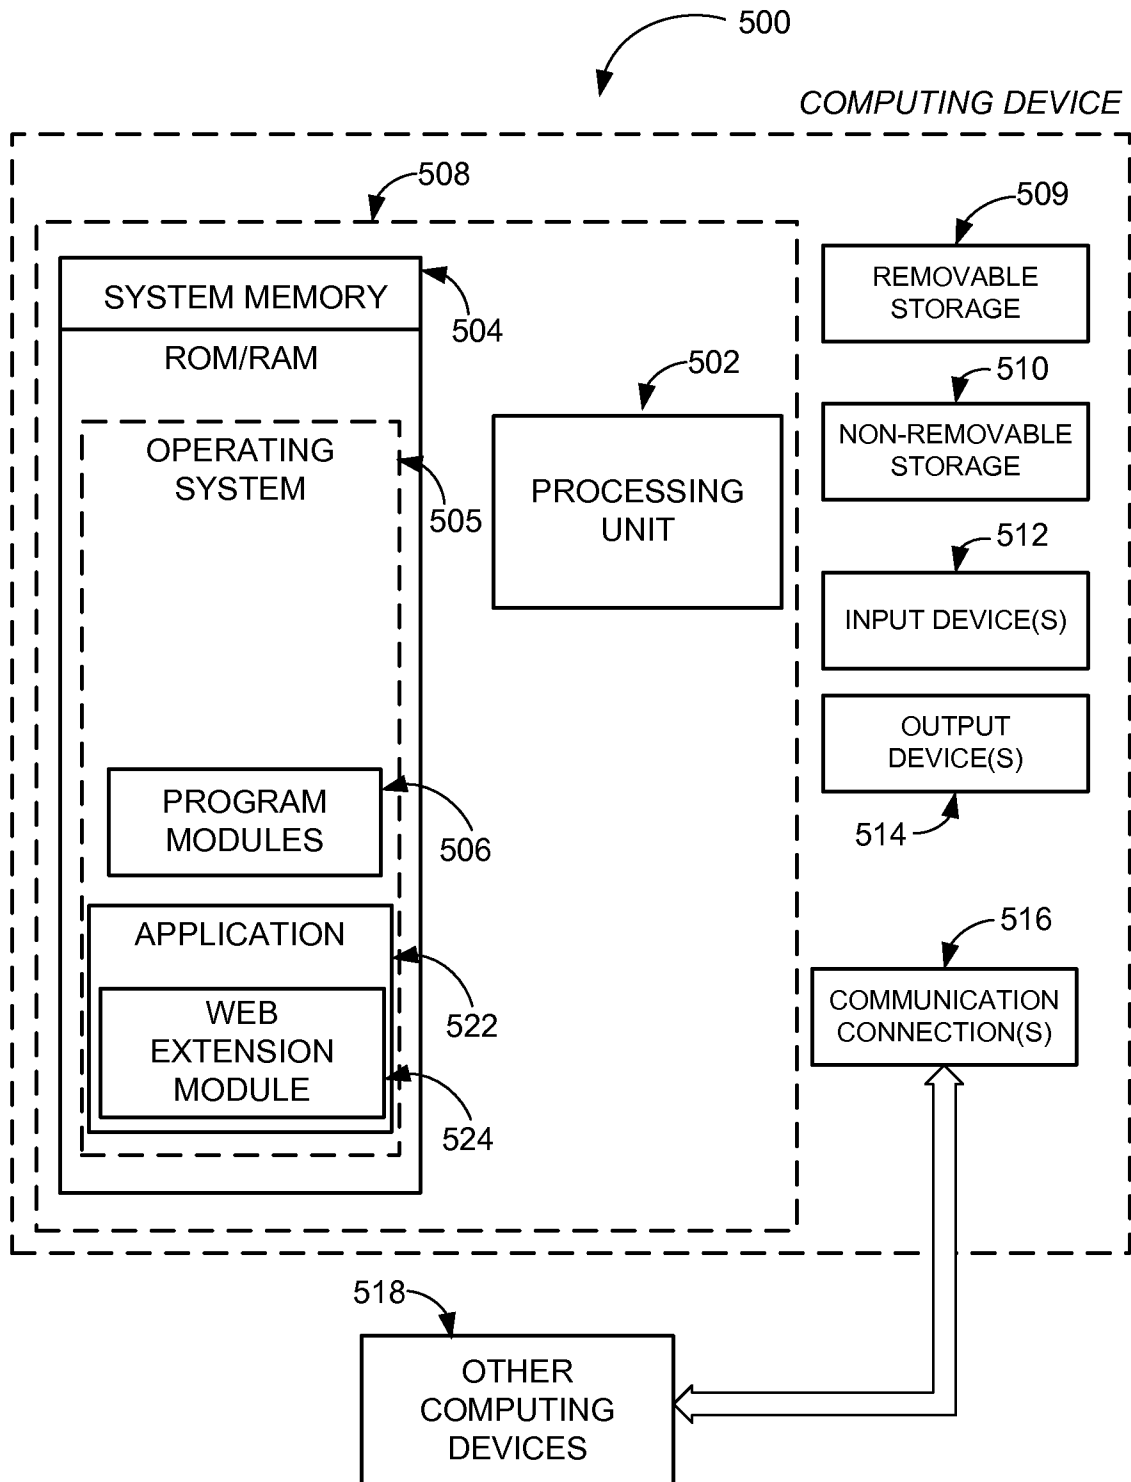 500
COMPUTING DEVICE
508
509
REMOVABLE
STORAGE
SYSTEM MEMORY
504
ROM/RAM
502
510
OPERATING
SYSTEM
505
PROCESSING
UNIT
NON-REMOVABLE
STORAGE
512
INPUT DEVICE(S)
OUTPUT
DEVICE(S)
514
PROGRAM
MODULES
506
APPLICATION
522
WEB
EXTENSION
MODULE
524
516
COMMUNICATION
CONNECTION(S)
518
OTHER
COMPUTING
DEVICES